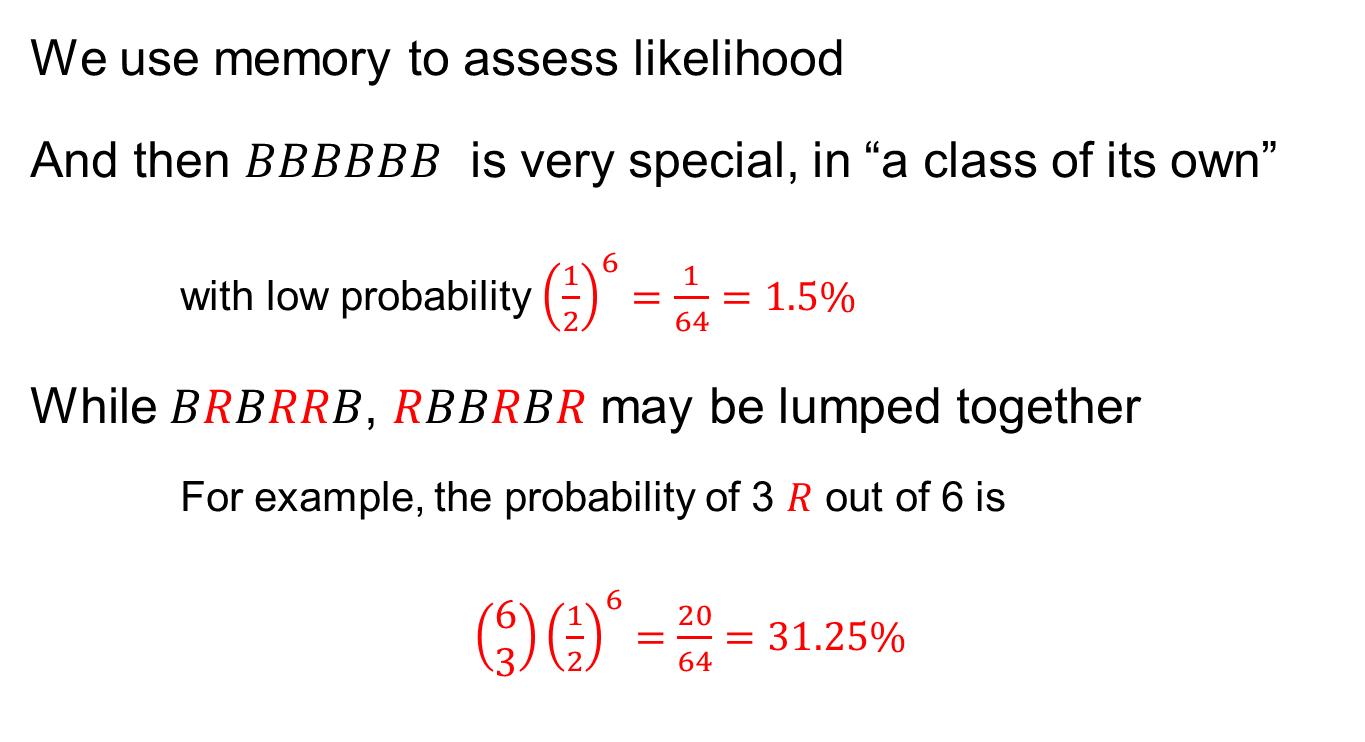 We use memory to assess likelihood
And then BBBBBB is very special, in “a class of its own”
with low probability (1/2)^6 = 1/64 = 1.5%
While BRBRRB, RBBRBR may be lumped together
For example, the probability of 3 R out of 6 is
(6 3)(1/2)^6 = 20/64 = 31.25%